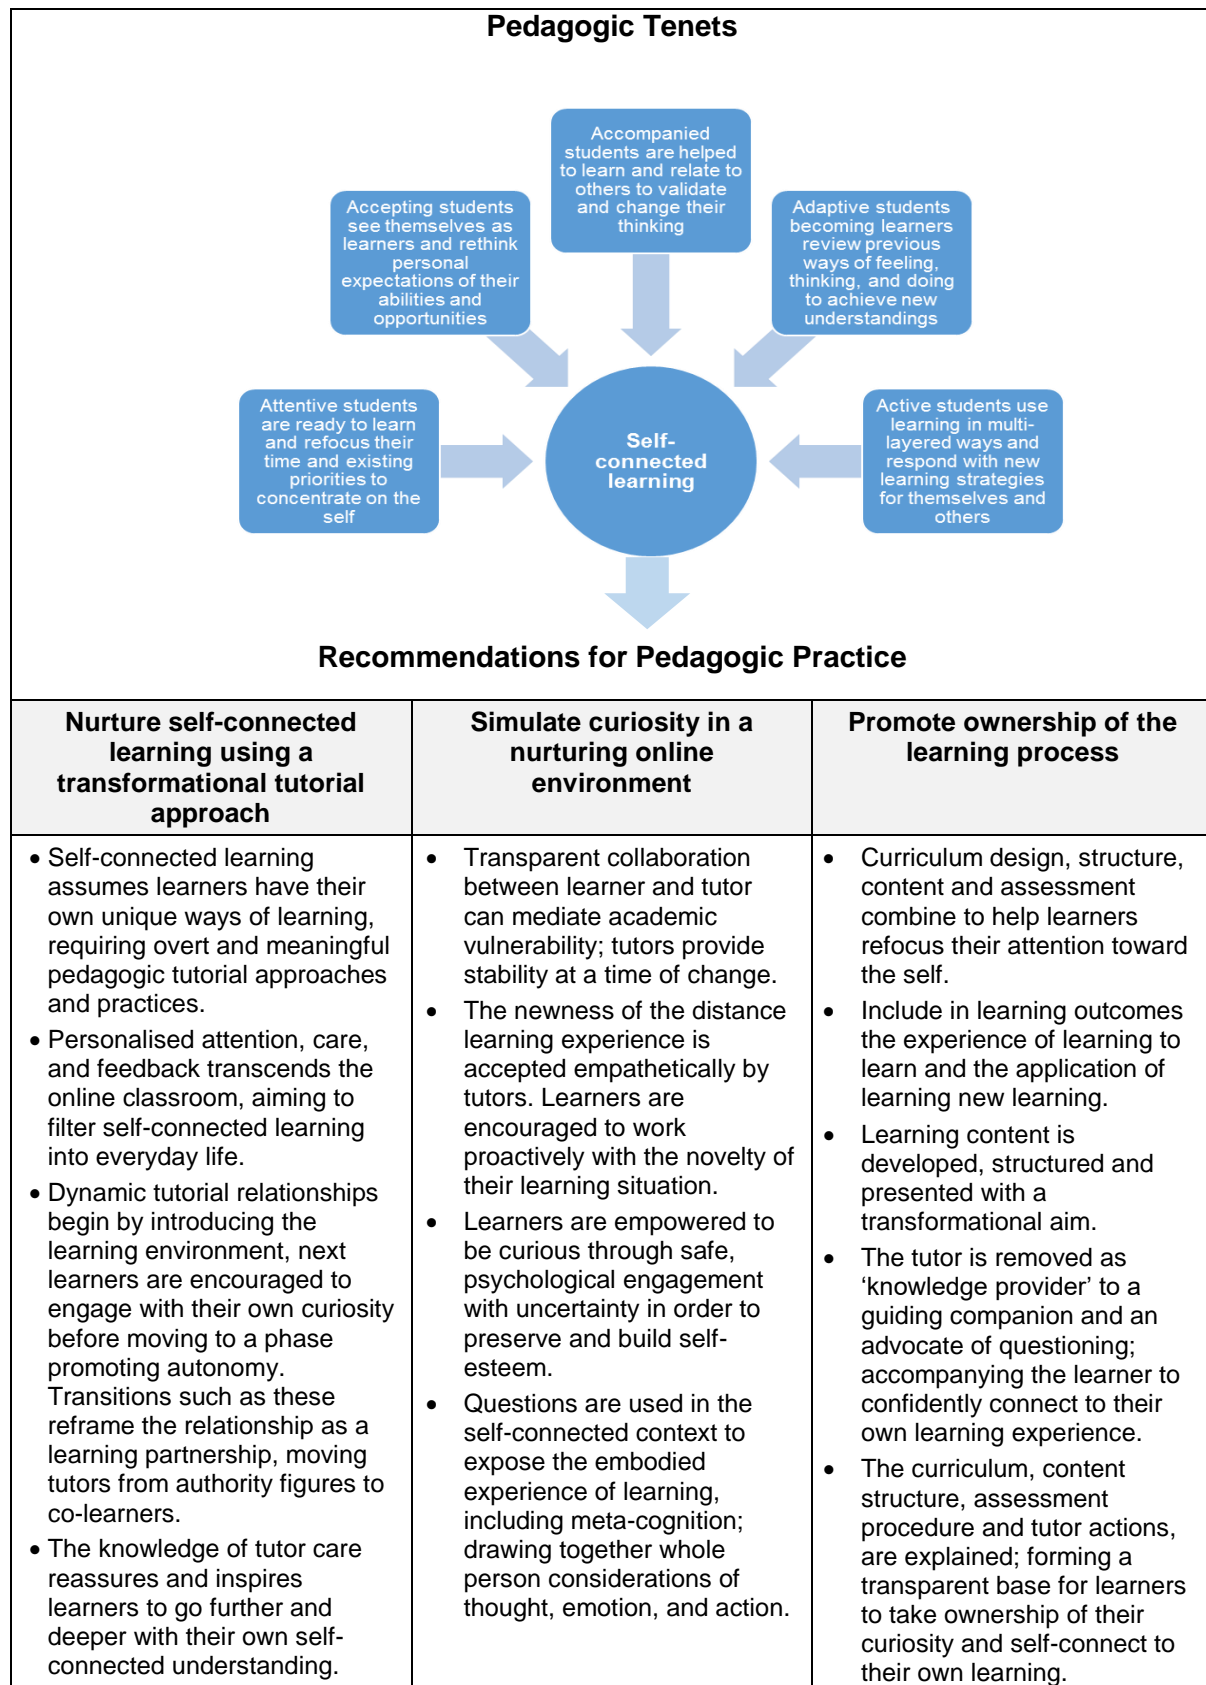 Pedagogic Tenets
Accompanied
students are helped
to learn and relate to
others to validate
and change their
thinking
Accepting students
see themselves as
learners and rethink
personal
expectations of their
abilities and
opportunities
Adaptive students
becoming learners
review previous
ways of feeling,
thinking, and doing
to achieve new
understandings
Attentive students
are ready to learn
and refocus their
time and existing
priorities to
concentrate on the
self
Self-
connected
learning
Active students use
learning in multi-
layered ways and
respond with new
learning strategies
for themselves and
others
Recommendations for Pedagogic Practice
Nurture self-connected
learning using a
transformational tutorial
approach
Simulate curiosity in a
nurturing online
environment
Promote ownership of the
learning process
• Self-connected learning
assumes learners have their
own unique ways of learning,
requiring overt and meaningful
pedagogic tutorial approaches
and practices.
• Personalised attention, care,
and feedback transcends the
online classroom, aiming to
filter self-connected learning
into everyday life.
• Dynamic tutorial relationships
begin by introducing the
learning environment, next
learners are encouraged to
engage with their own curiosity
before moving to a phase
promoting autonomy.
Transitions such as these
reframe the relationship as a
learning partnership, moving
tutors from authority figures to
co-learners.
• The knowledge of tutor care
reassures and inspires
learners to go further and
deeper with their own self-
connected understanding.
• Transparent collaboration
between learner and tutor
can mediate academic
vulnerability; tutors provide
stability at a time of change.
• The newness of the distance
learning experience is
accepted empathetically by
tutors. Learners are
encouraged to work
proactively with the novelty of
their learning situation.
• Learners are empowered to
be curious through safe,
psychological engagement
with uncertainty in order to
preserve and build self-
esteem.
• Questions are used in the
self-connected context to
expose the embodied
experience of learning,
including meta-cognition;
drawing together whole
person considerations of
thought, emotion, and action.
• Curriculum design, structure,
content and assessment
combine to help learners
refocus their attention toward
the self.
• Include in learning outcomes
the experience of learning to
learn and the application of
learning new learning.
• Learning content is
developed, structured and
presented with a
transformational aim.
• The tutor is removed as
‘knowledge provider’ to a
guiding companion and an
advocate of questioning;
accompanying the learner to
confidently connect to their
own learning experience.
• The curriculum, content
structure, assessment
procedure and tutor actions,
are explained; forming a
transparent base for learners
to take ownership of their
curiosity and self-connect to
their own learning.